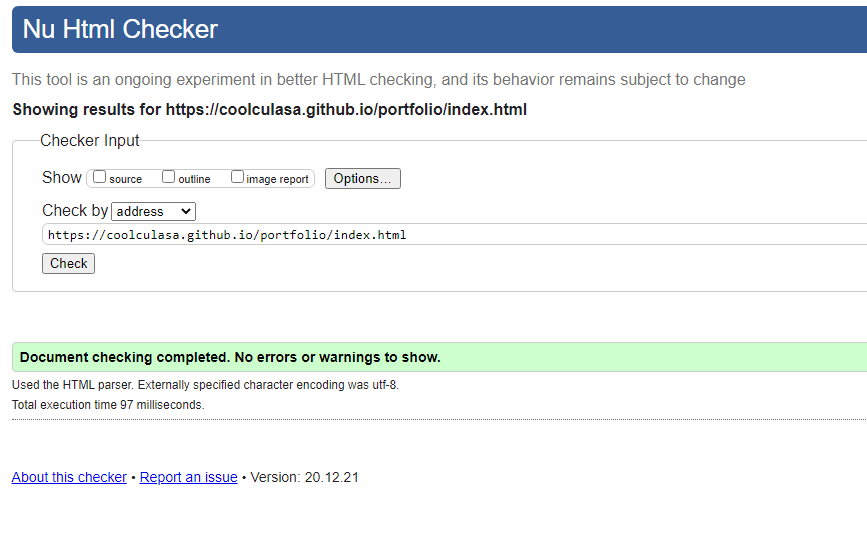 Nu Html Checker
This tool is an ongoing experiment in better HTML checking, and its behavior remains subject to change
Showing results for https://coolculasa.github.io/portfolio/index.html
Checker Input
Show source outline image report Options...
Check by address
https://coolculasa.github.io/portfolio/index.html
Check
Document checking completed. No errors or warnings to show.
Used the HTML parser. Externally specified character encoding was utf-8.
Total execution time 97 milliseconds.
About this checker • Report an issue • Version: 20.12.21